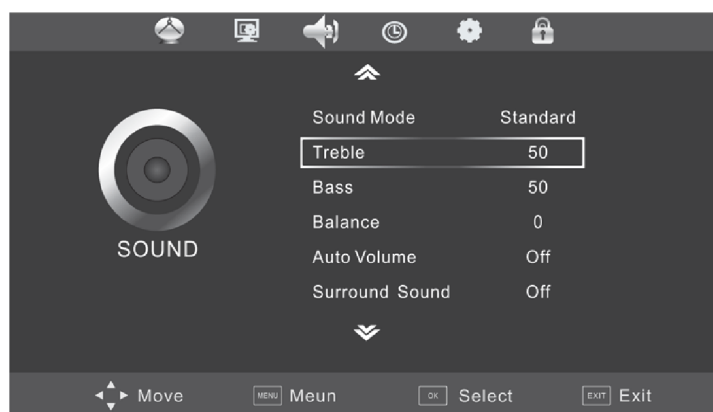 Sound Mode Standard
Treble 50
Bass 50
Balance 0
SOUND
Auto Volume Off
Surround Sound Off
Move MENU Meun OK Select EXIT Exit